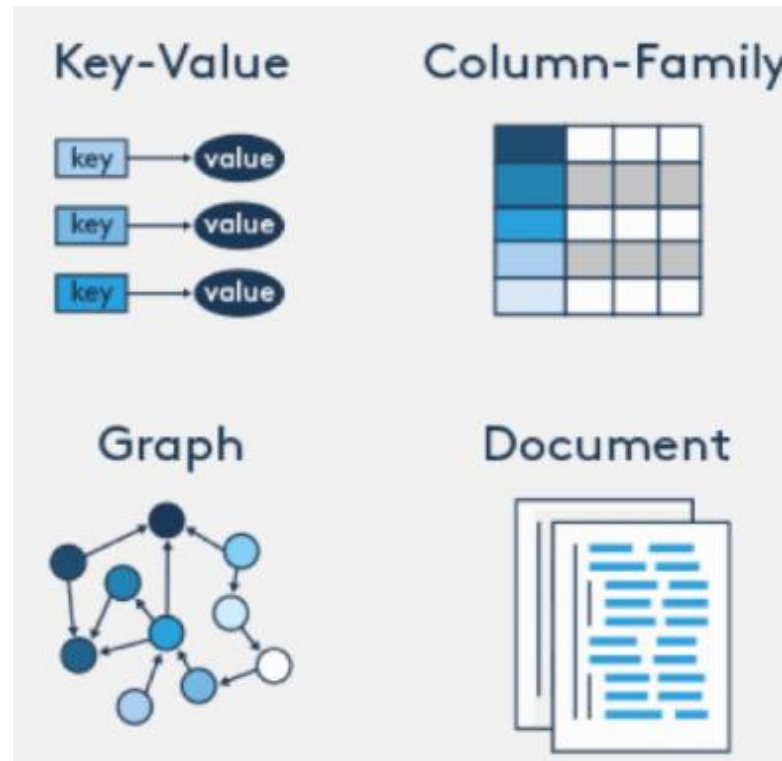 Key-Value
Column-Family
key value
key value
key value
Graph
Document